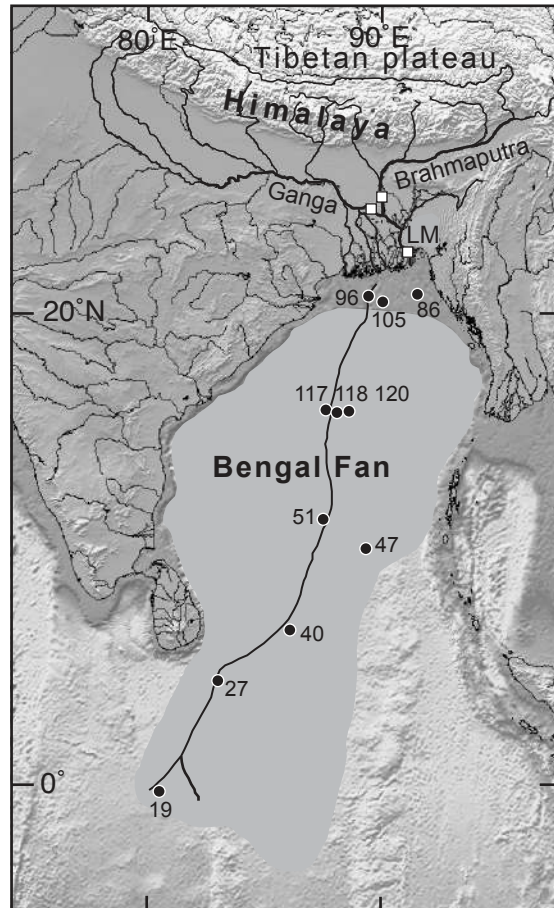 80°E
90°E
Tibetan plateau
Himalaya
Brahmaputra
Ganga
LM
96
86
105
20°N
117 118 120
Bengal Fan
51
47
40
27
0°
19